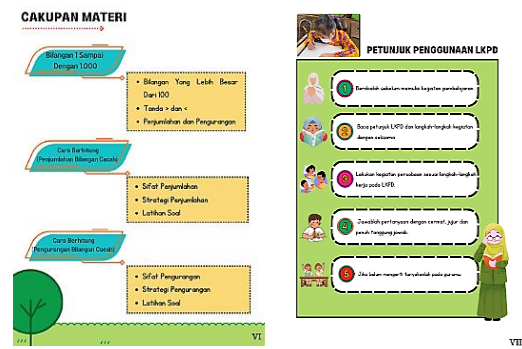 CAKUPAN MATERI
Bilangan 1 Sampai
Dengan 1.000
• Bilangan Yang Lebih Besar
Dari 100
• Tanda > dan <
• Penjumlahan dan Pengurangan
Cara Berhitung
(Penjumlahan Bilangan Cacah)
• Sifat Penjumlahan
• Strategi Penjumlahan
• Latihan Soal
Cara Berhitung
(Pengurangan Bilangan Cacah)
• Sifat Pengurangan
• Strategi Pengurangan
• Latihan Soal
VI
PETUNJUK PENGGUNAAN LKPD
1 Berdoalah sebelum memulai kegiatan pembelajaran.
2 Baca petunjuk LKPD dan langkah-langkah kegiatan
dengan seksama.
3 Lakukan kegiatan percobaan sesuai langkah-langkah
kerja pada LKPD.
4 Jawablah pertanyaan dengan cermat, jujur dan
penuh tanggung jawab.
5 Jika belum mengerti tanyakanlah pada gurumu.
VII